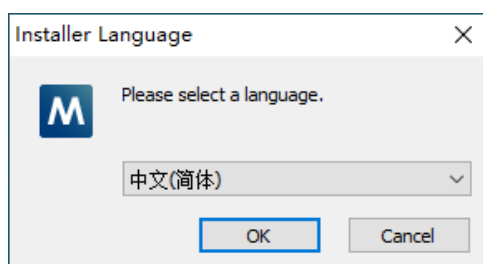 Installer Language
M
Please select a language.
中文(简体)
OK
Cancel